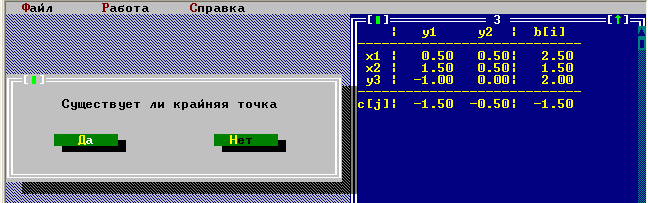 Файл Работа Справка
3
y1 y2 b[i]
x1 0.50 0.50 2.50
x2 1.50 0.50 1.50
y3 -1.00 0.00 2.00
c[j] -1.50 -0.50 -1.50
Существует ли крайняя точка
Да Нет